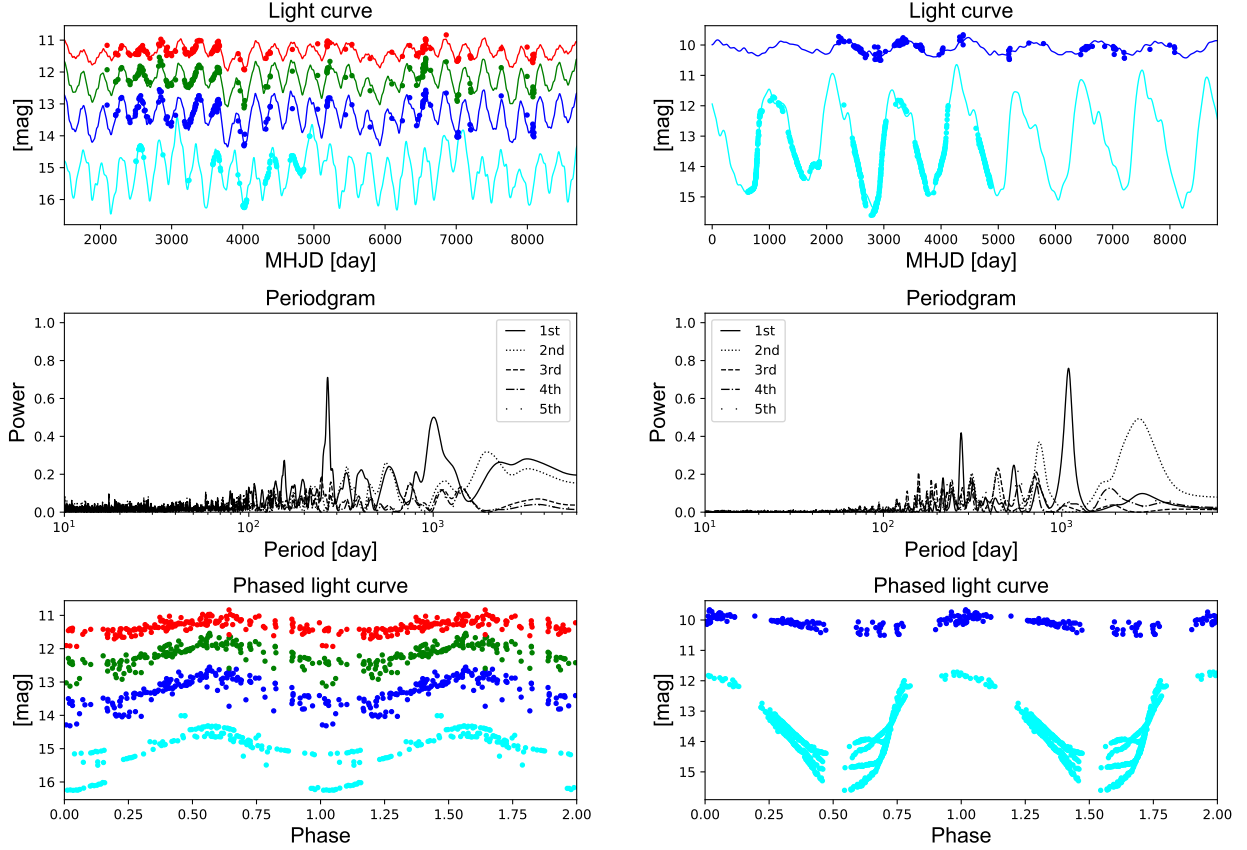 Light curve
11
12
13
14
15
16
[mag]
2000 3000 4000 5000 6000 7000 8000
MHJD [day]
Light curve
10
11
12
13
14
15
[mag]
0 1000 2000 3000 4000 5000 6000 7000 8000
MHJD [day]
Periodgram
1.0
0.8
0.6
0.4
0.2
0.0
Power
1st
2nd
3rd
4th
5th
10¹ 10² 10³
Period [day]
Periodgram
1.0
0.8
0.6
0.4
0.2
0.0
Power
1st
2nd
3rd
4th
5th
10¹ 10² 10³
Period [day]
Phased light curve
11
12
13
14
15
16
[mag]
0.00 0.25 0.50 0.75 1.00 1.25 1.50 1.75 2.00
Phase
Phased light curve
10
11
12
13
14
15
[mag]
0.00 0.25 0.50 0.75 1.00 1.25 1.50 1.75 2.00
Phase